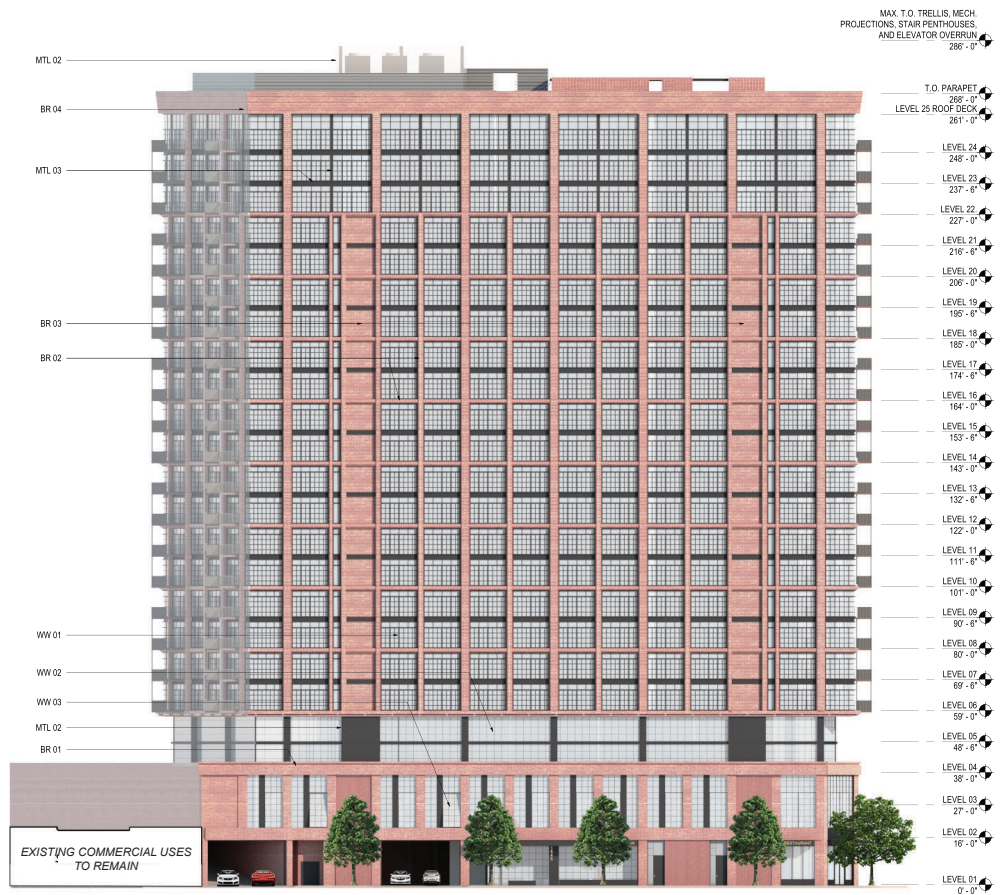 MAX. T.O. TRELLIS, MECH.
PROJECTIONS, STAIR PENTHOUSES,
AND ELEVATOR OVERRUN
286' - 0"
MTL 02
T.O. PARAPET
268' - 0"
BR 04
LEVEL 25 ROOF DECK
261' - 0"
LEVEL 24
248' - 0"
MTL 03
LEVEL 23
237' - 6"
LEVEL 22
227' - 0"
LEVEL 21
216' - 6"
LEVEL 20
206' - 0"
LEVEL 19
195' - 6"
BR 03
LEVEL 18
185' - 0"
BR 02
LEVEL 17
174' - 6"
LEVEL 16
164' - 0"
LEVEL 15
153' - 6"
LEVEL 14
143' - 0"
LEVEL 13
132' - 6"
LEVEL 12
122' - 0"
LEVEL 11
111' - 6"
LEVEL 10
101' - 0"
LEVEL 09
90' - 6"
WW 01
LEVEL 08
80' - 0"
WW 02
LEVEL 07
69' - 6"
WW 03
LEVEL 06
59' - 0"
MTL 02
LEVEL 05
48' - 6"
BR 01
LEVEL 04
38' - 0"
LEVEL 03
27' - 0"
LEVEL 02
16' - 0"
RESTAURANT
EXISTING COMMERCIAL USES
TO REMAIN
LEVEL 01
0' - 0"